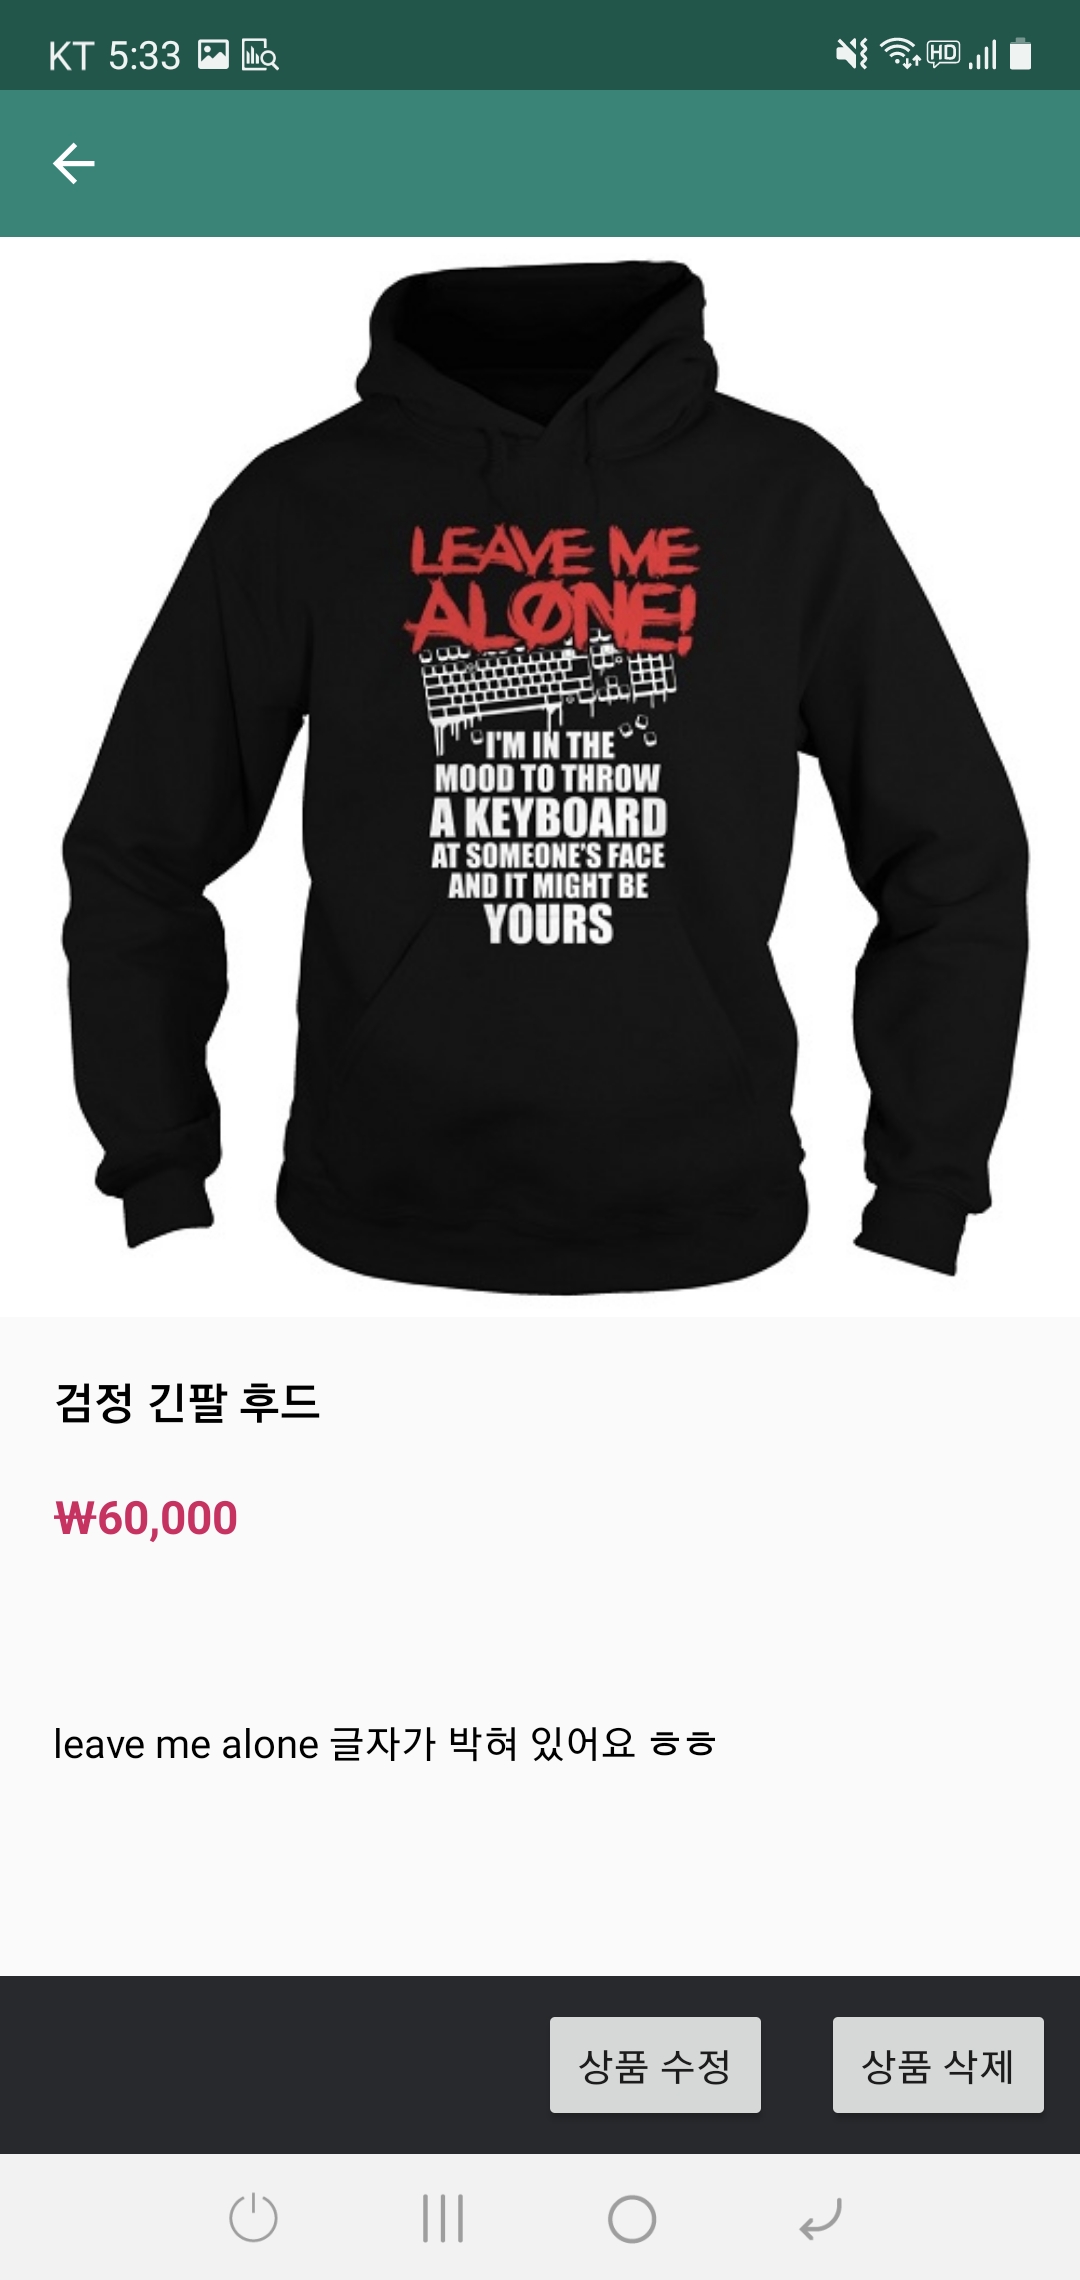 KT 5:33
HD
LEAVE ME
ALONE!
I'M IN THE
MOOD TO THROW
A KEYBOARD
AT SOMEONE'S FACE
AND IT MIGHT BE
YOURS
검정 긴팔 후드
₩60,000
leave me alone 글자가 박혀 있어요 ㅎㅎ
상품 수정
상품 삭제